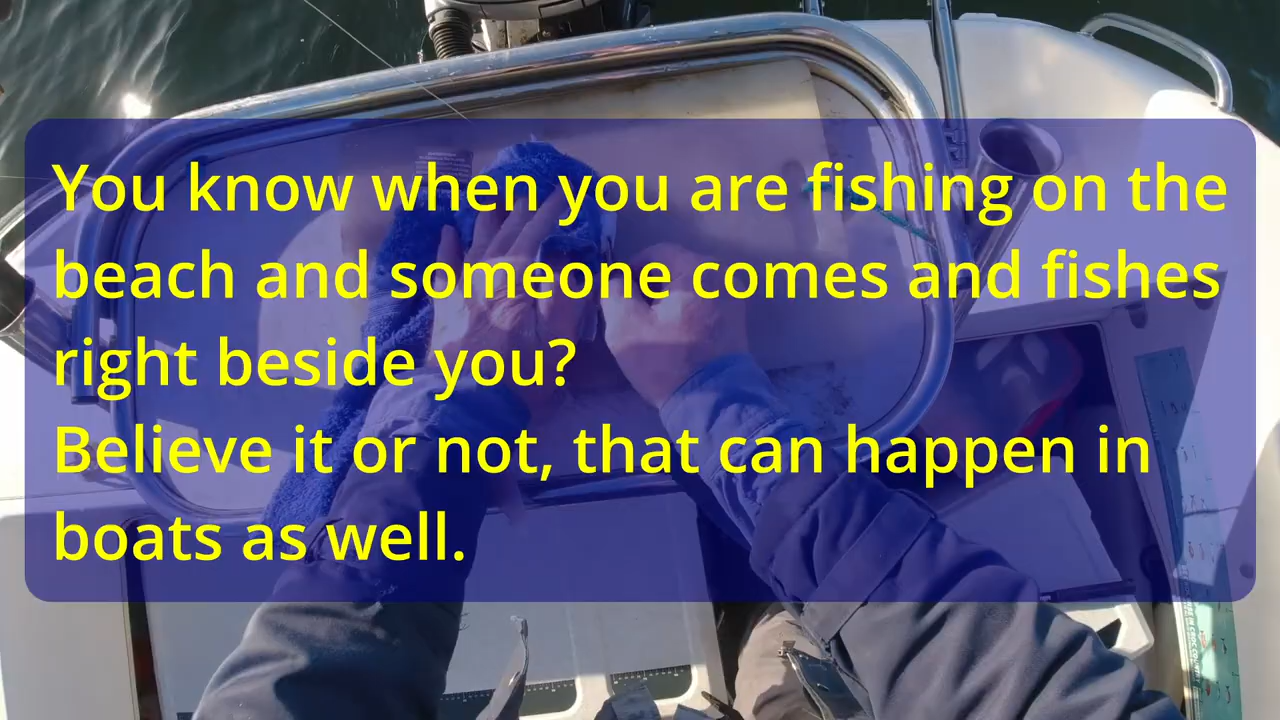 You know when you are fishing on the
beach and someone comes and fishes
right beside you?
Believe it or not, that can happen in
boats as well.